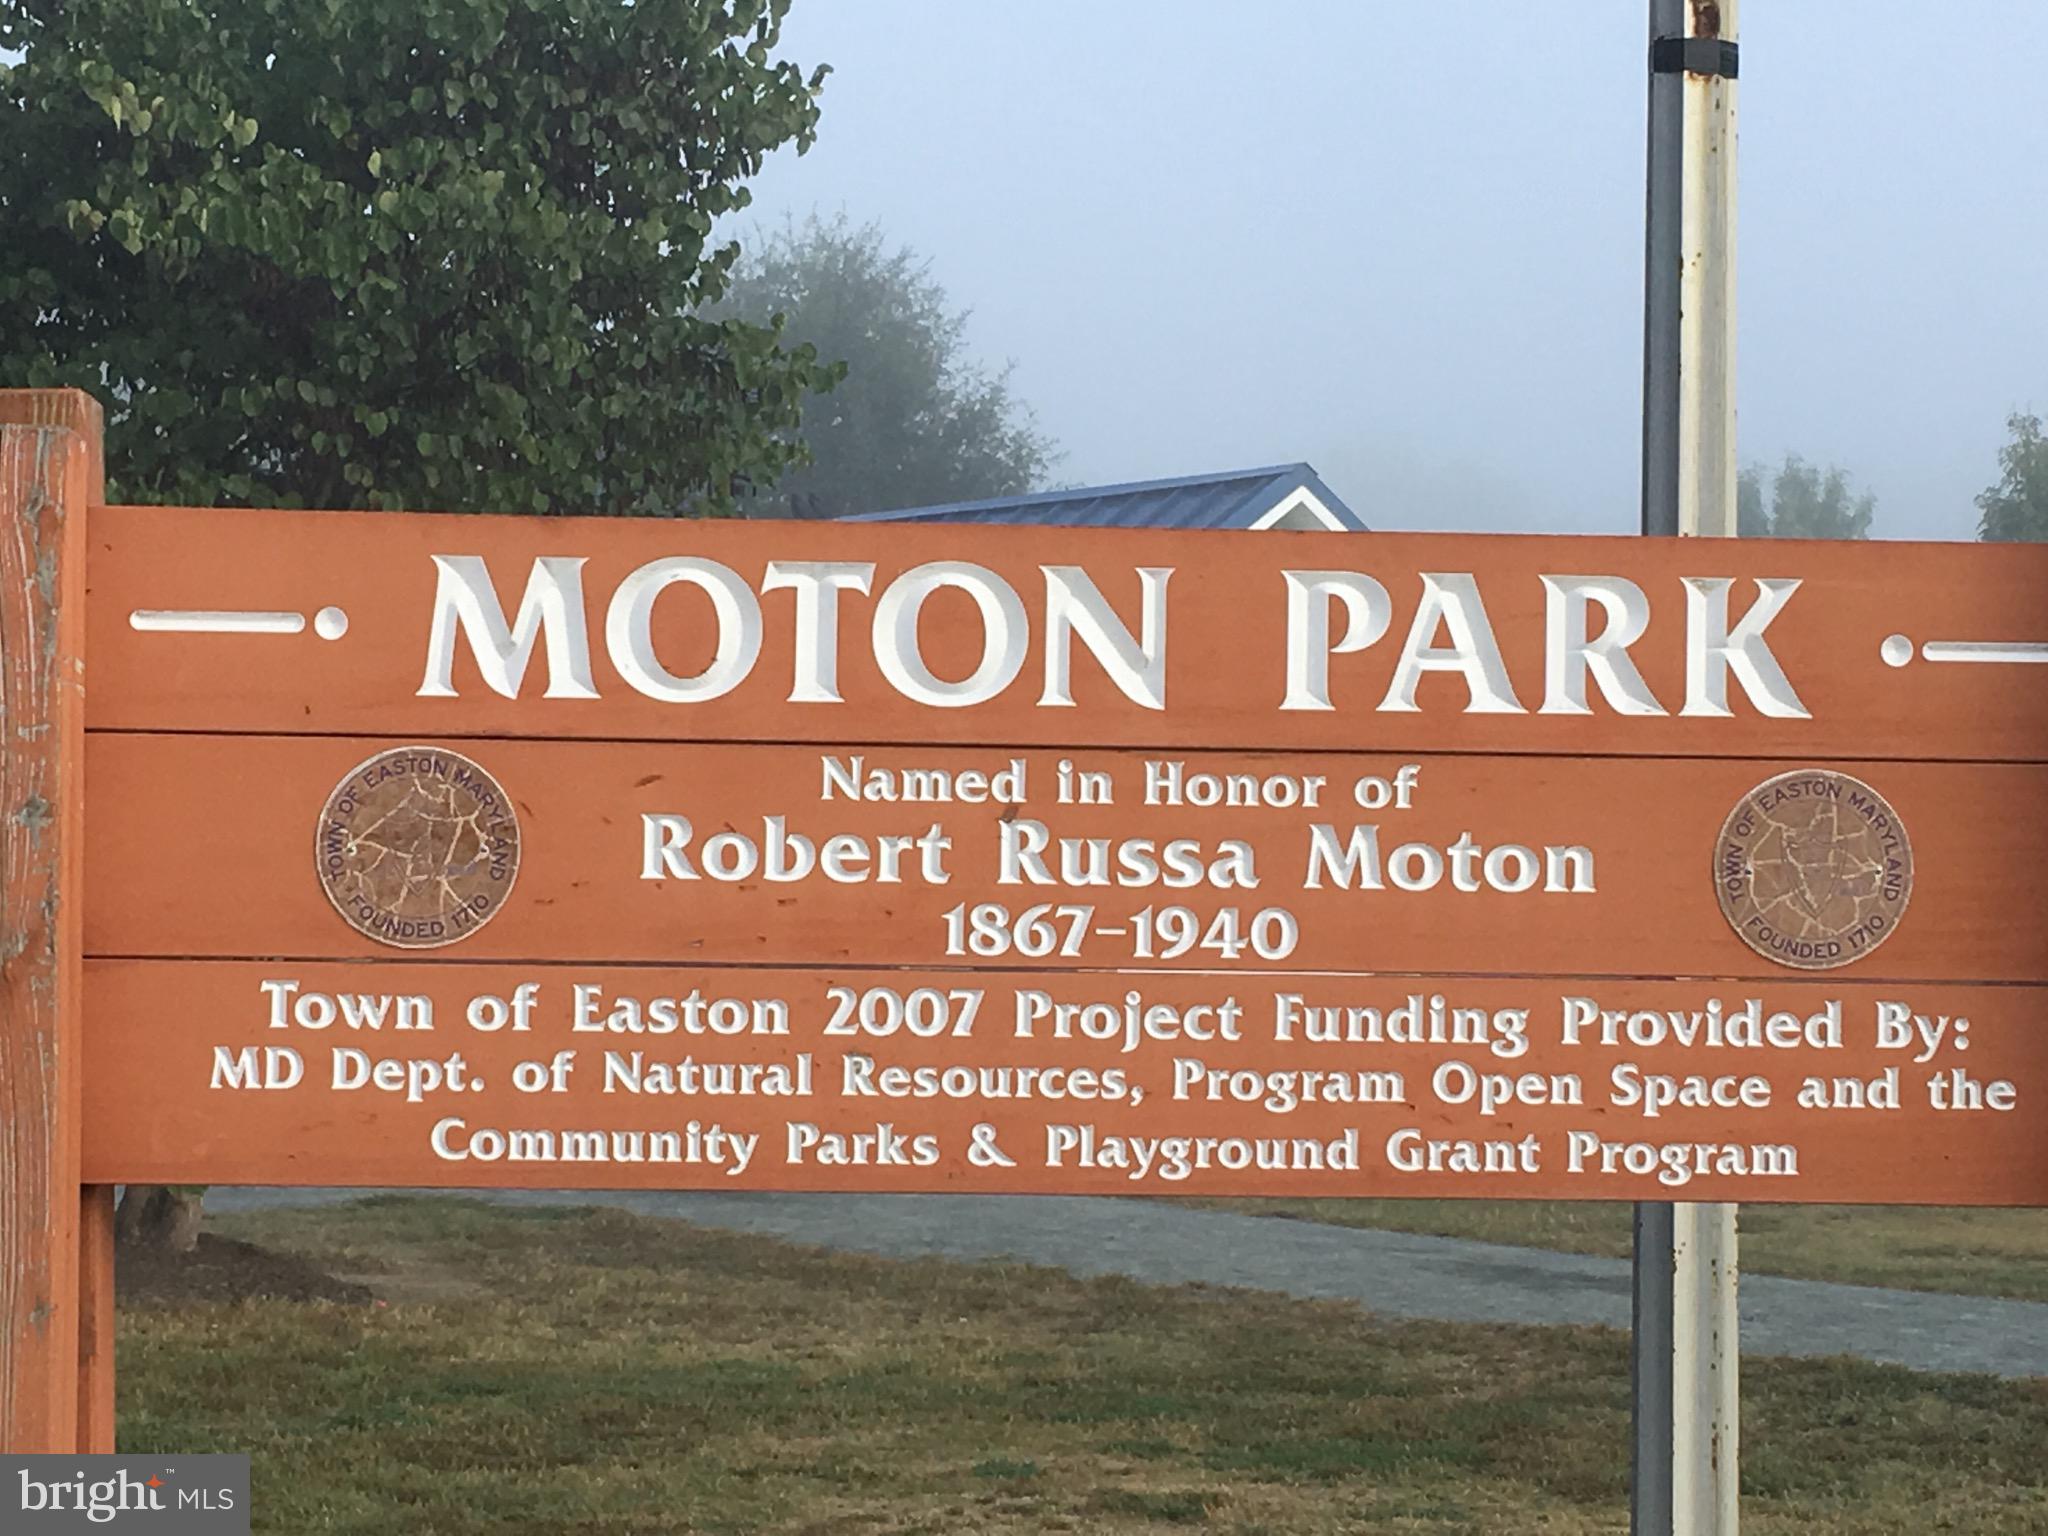 MOTON PARK
Named in Honor of
Robert Russa Moton
1867-1940
TOWN OF EASTON MARYLAND
FOUNDED 1710
TOWN OF EASTON MARYLAND
FOUNDED 1710
Town of Easton 2007 Project Funding Provided By:
MD Dept. of Natural Resources, Program Open Space and the
Community Parks & Playground Grant Program
bright™ MLS